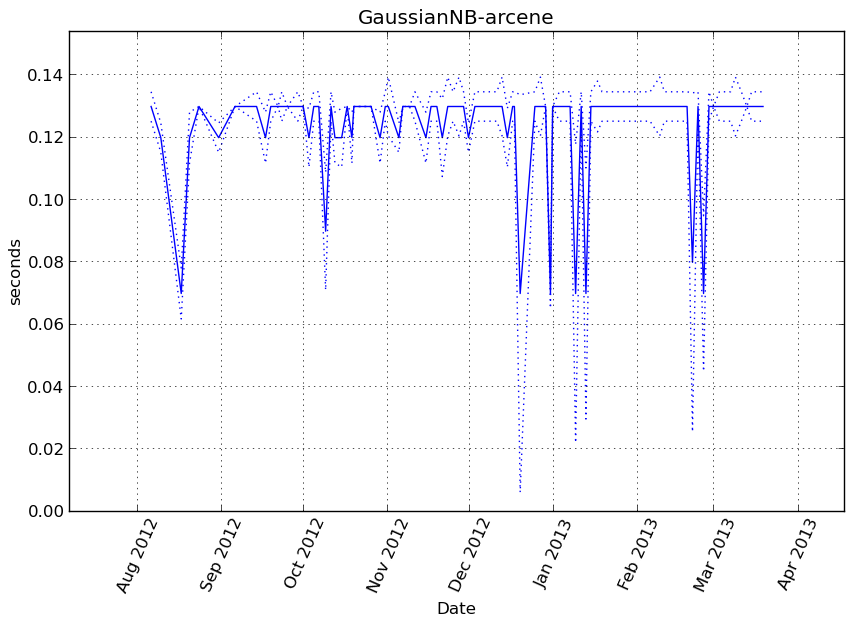 GaussianNB-arcene
0.14
0.12
0.10
0.08
0.06
0.04
0.02
0.00
seconds
Aug 2012
Sep 2012
Oct 2012
Nov 2012
Dec 2012
Jan 2013
Feb 2013
Mar 2013
Apr 2013
Date